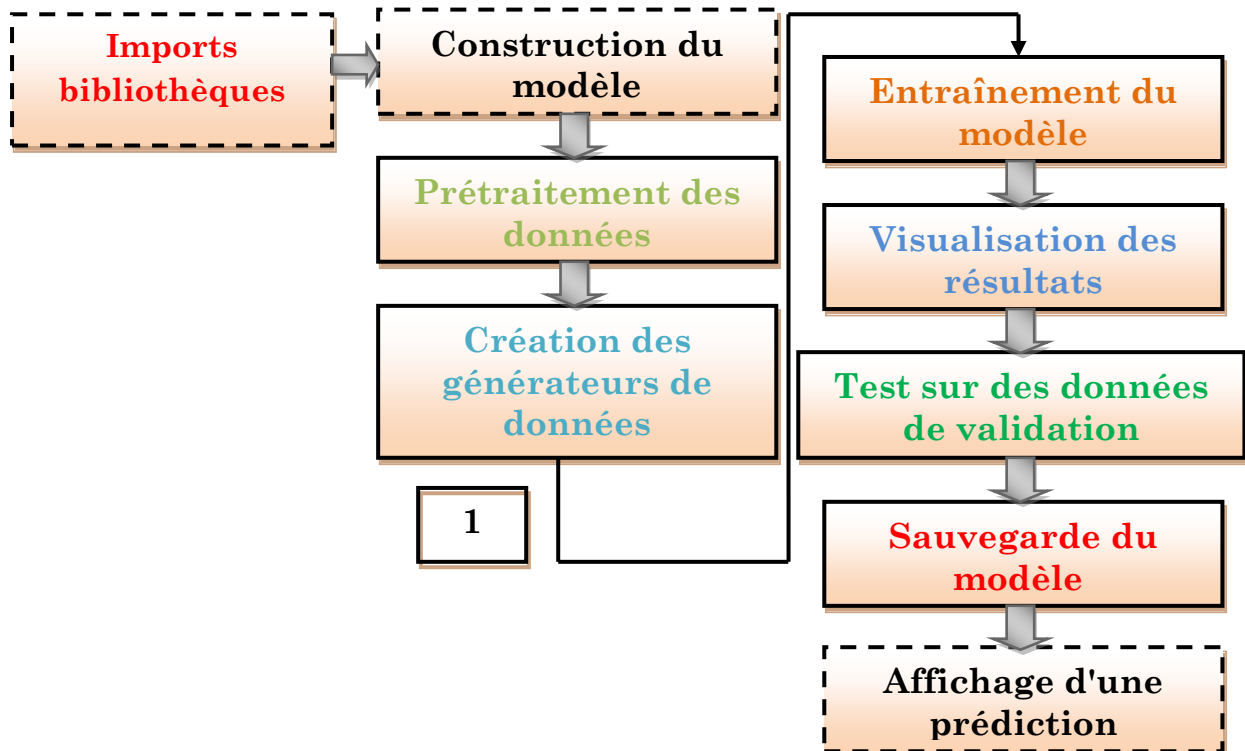 Imports
bibliothèques
Construction du
modèle
Prétraitement des
données
Création des
générateurs de
données
1
Entraînement du
modèle
Visualisation des
résultats
Test sur des données
de validation
Sauvegarde du
modèle
Affichage d'une
prédiction